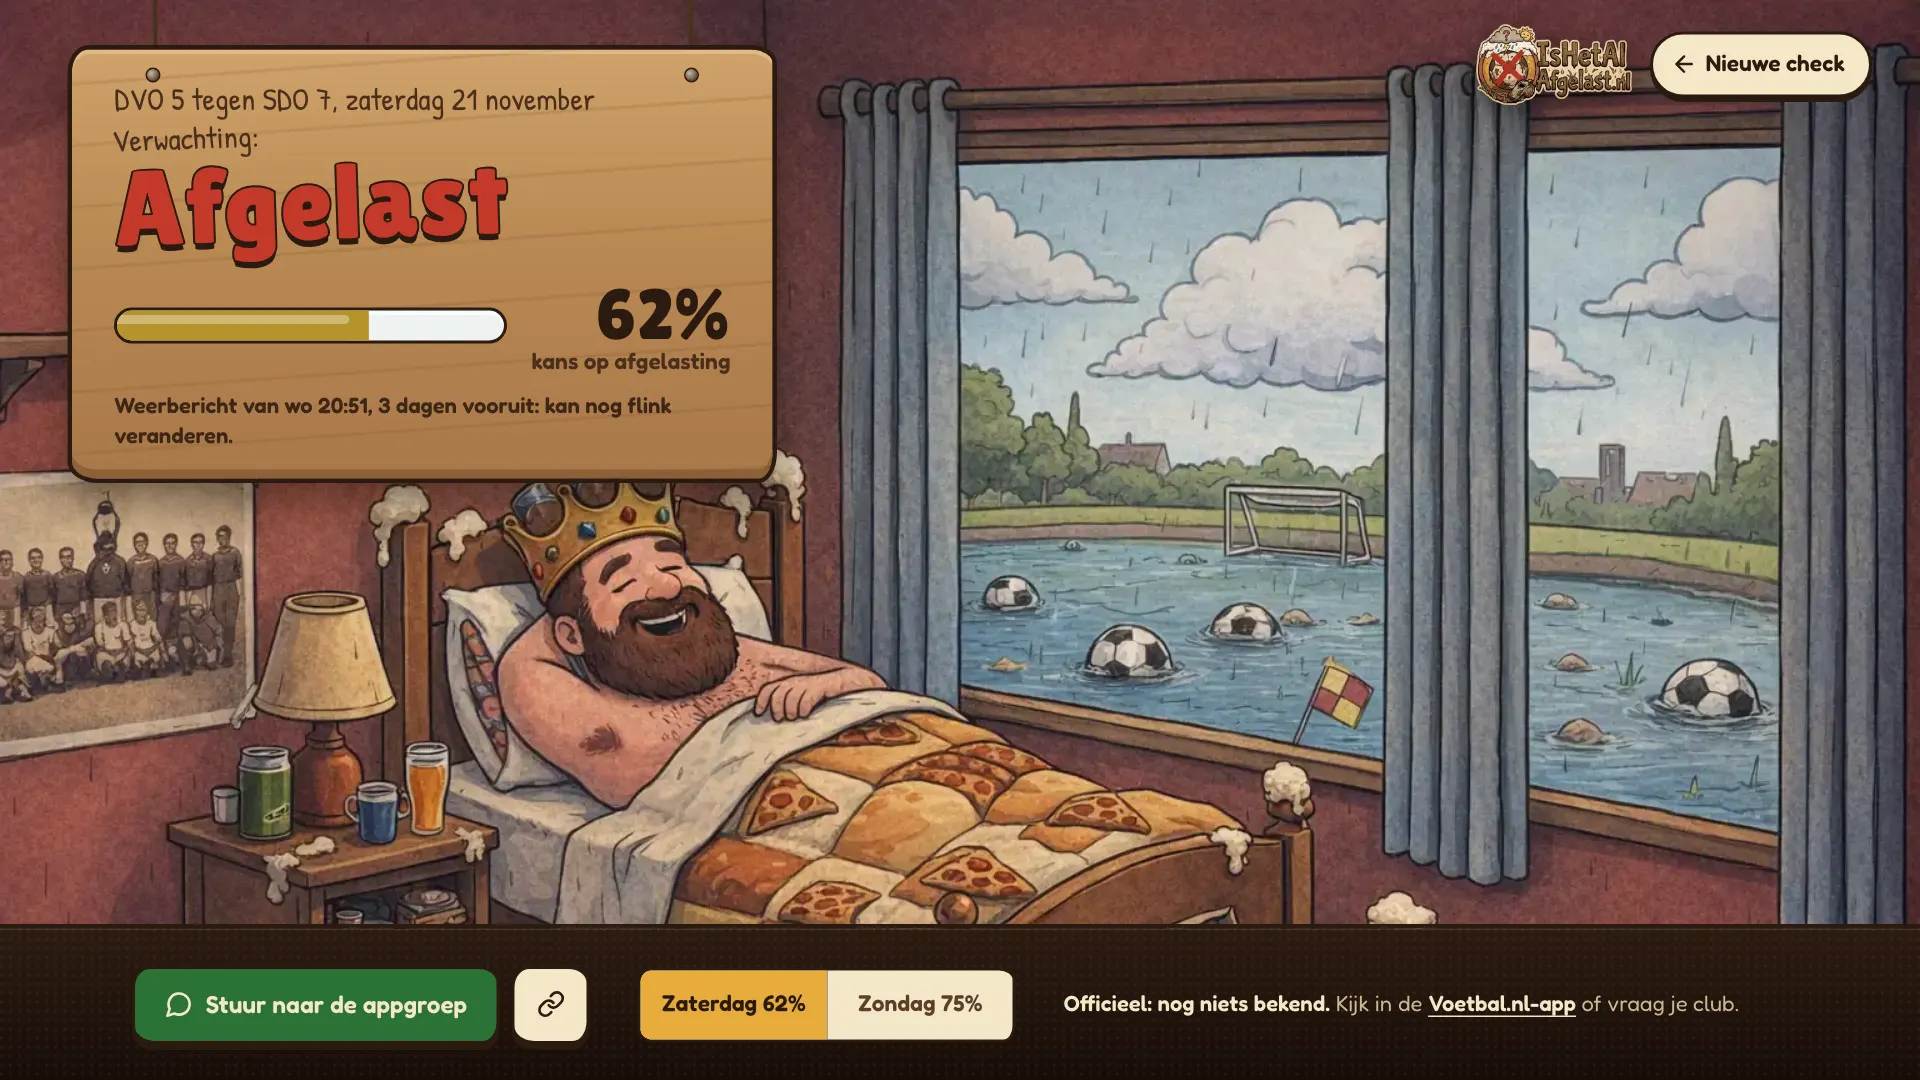 DVO 5 tegen SDO 7, zaterdag 21 november
Verwachting:
Afgelast
62%
kans op afgelasting
Weerbericht van wo 20:51, 3 dagen vooruit: kan nog flink
veranderen.
IsHetAl
Afgelast.nl
← Nieuwe check
Stuur naar de appgroep
Zaterdag 62%
Zondag 75%
Officieel: nog niets bekend. Kijk in de Voetbal.nl-app of vraag je club.